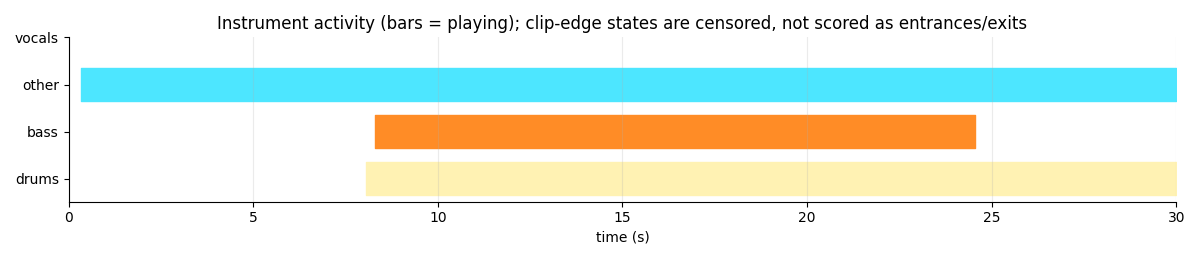 Instrument activity (bars = playing); clip-edge states are censored, not scored as entrances/exits
vocals
other
bass
drums
0 5 10 15 20 25 30
time (s)